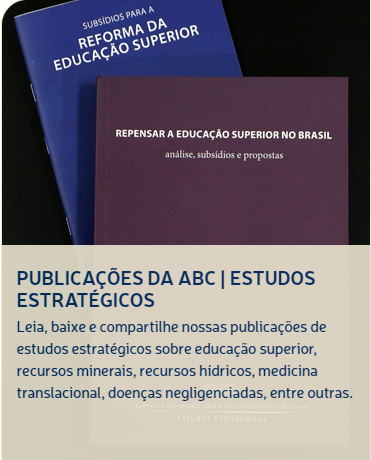 SUBSÍDIOS PARA A
REFORMA DA
EDUCAÇÃO SUPERIOR
REPENSAR A EDUCAÇÃO SUPERIOR NO BRASIL
análise, subsídios e propostas
PUBLICAÇÕES DA ABC | ESTUDOS
ESTRATÉGICOS
Leia, baixe e compartilhe nossas publicações de
estudos estratégicos sobre educação superior,
recursos minerais, recursos hídricos, medicina
translacional, doenças negligenciadas, entre outras.
Estudos Estratégicos